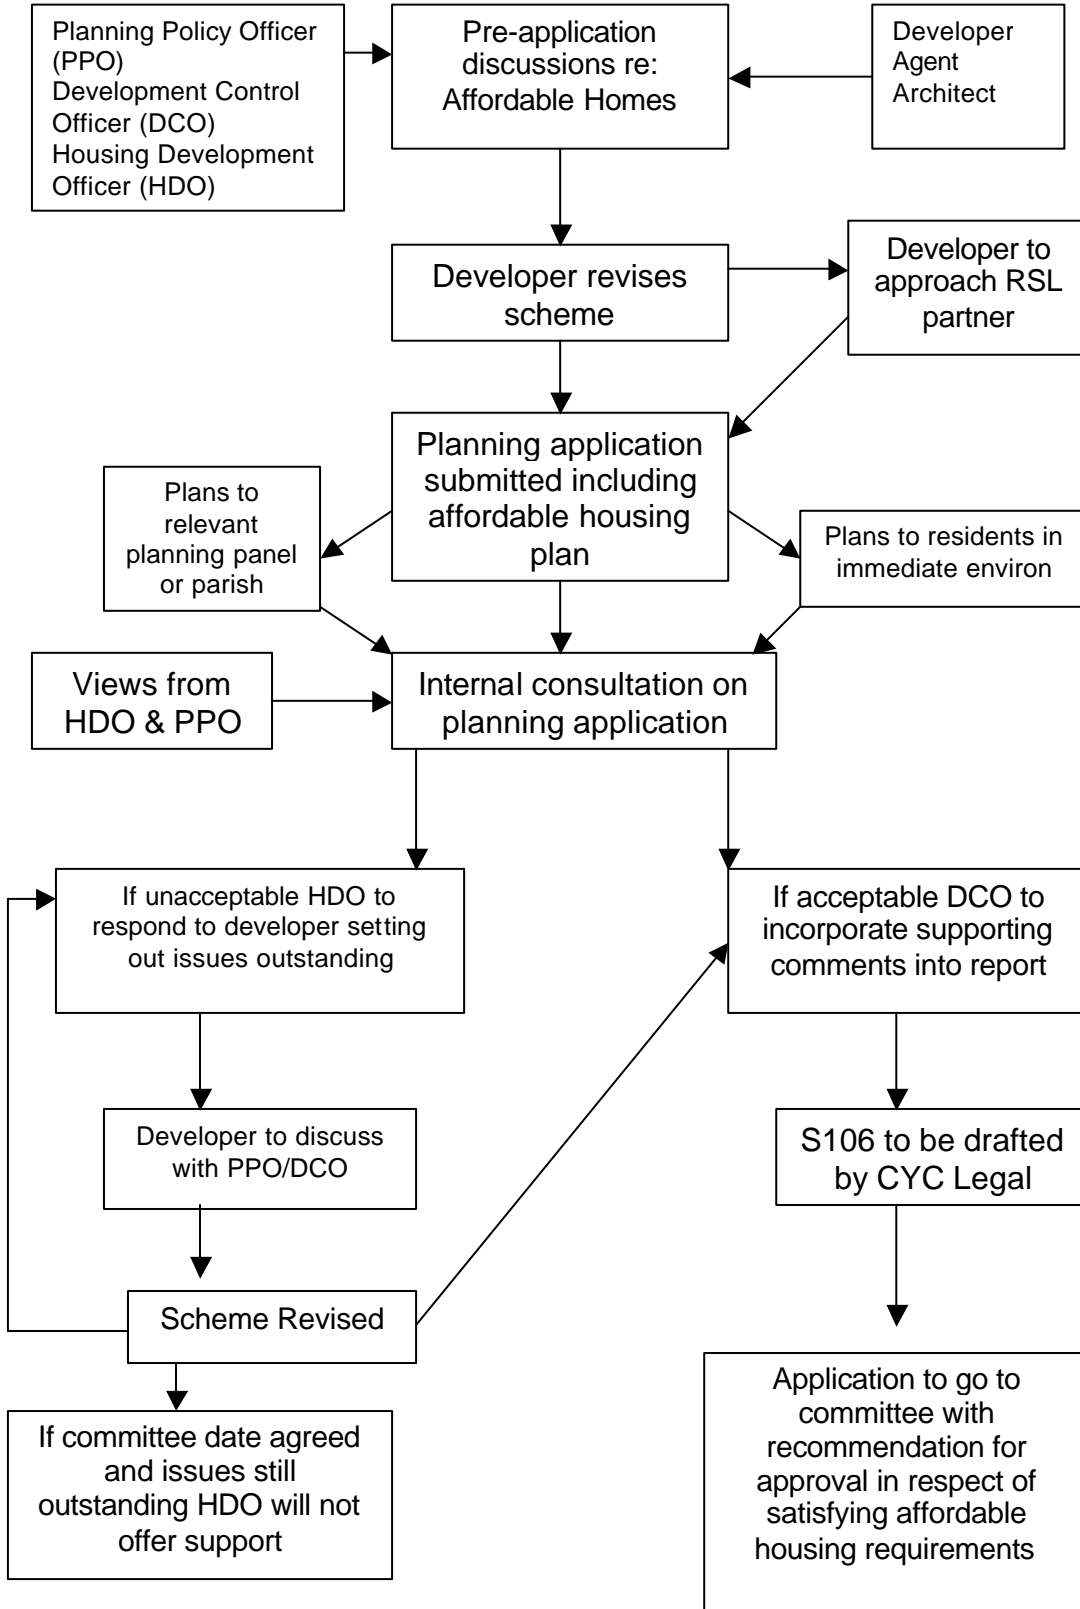 Planning Policy Officer
(PPO)
Development Control
Officer (DCO)
Housing Development
Officer (HDO)
Pre-application
discussions re:
Affordable Homes
Developer
Agent
Architect
Developer revises
scheme
Developer to
approach RSL
partner
Planning application
submitted including
affordable housing
plan
Plans to
relevant
planning panel
or parish
Plans to residents in
immediate environ
Views from
HDO & PPO
Internal consultation on
planning application
If unacceptable HDO to
respond to developer setting
out issues outstanding
If acceptable DCO to
incorporate supporting
comments into report
Developer to discuss
with PPO/DCO
S106 to be drafted
by CYC Legal
Scheme Revised
If committee date agreed
and issues still
outstanding HDO will not
offer support
Application to go to
committee with
recommendation for
approval in respect of
satisfying affordable
housing requirements